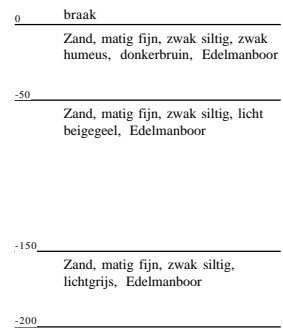 braak
0
Zand, matig fijn, zwak siltig, zwak
humeus, donkerbruin, Edelmanboor
-50
Zand, matig fijn, zwak siltig, licht
beigegeel, Edelmanboor
-150
Zand, matig fijn, zwak siltig,
lichtgrijs, Edelmanboor
-200